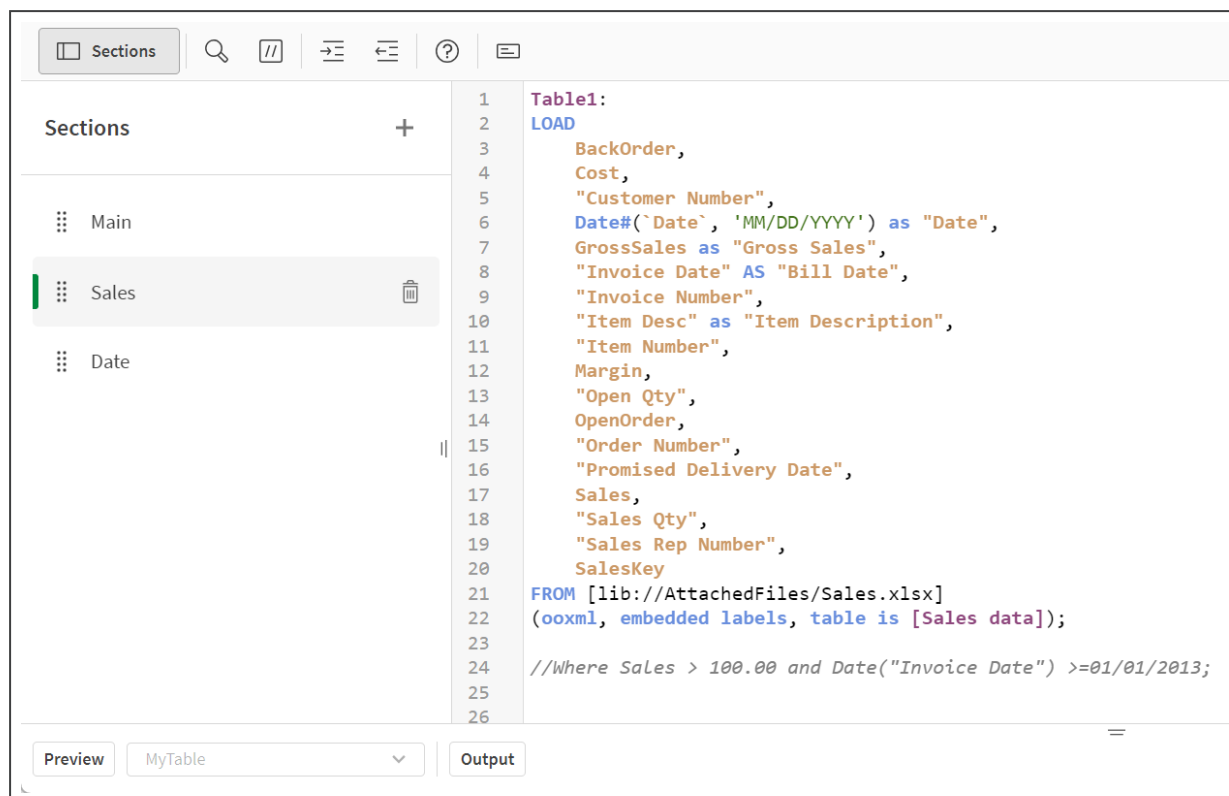 Sections
//
?
Sections
+
Main
Sales
Date
1 Table1:
2 LOAD
3 BackOrder,
4 Cost,
5 "Customer Number",
6 Date#(`Date`, 'MM/DD/YYYY') as "Date",
7 GrossSales as "Gross Sales",
8 "Invoice Date" AS "Bill Date",
9 "Invoice Number",
10 "Item Desc" as "Item Description",
11 "Item Number",
12 Margin,
13 "Open Qty",
14 OpenOrder,
15 "Order Number",
16 "Promised Delivery Date",
17 Sales,
18 "Sales Qty",
19 "Sales Rep Number",
20 SalesKey
21 FROM [lib://AttachedFiles/Sales.xlsx]
22 (ooxml, embedded labels, table is [Sales data]);
23
24 //Where Sales > 100.00 and Date("Invoice Date") >=01/01/2013;
25
26
Preview
MyTable
Output